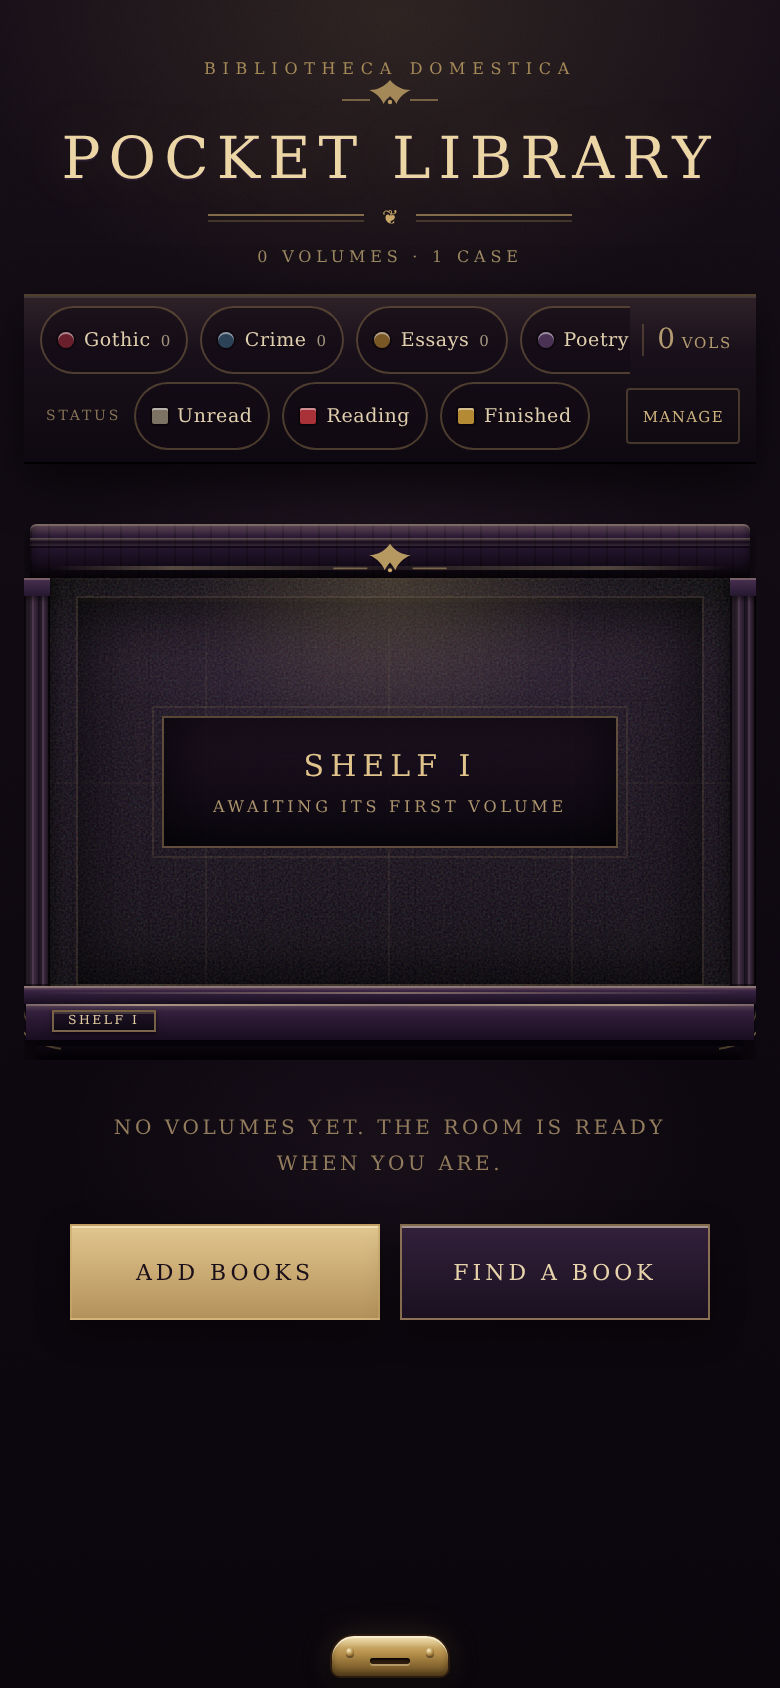 BIBLIOTHECA DOMESTICA
POCKET LIBRARY
❦
0 VOLUMES · 1 CASE
Gothic 0 Crime 0 Essays 0 Poetry 0 VOLS
STATUS Unread Reading Finished MANAGE
SHELF I
AWAITING ITS FIRST VOLUME
SHELF I
NO VOLUMES YET. THE ROOM IS READY
WHEN YOU ARE.
ADD BOOKS FIND A BOOK